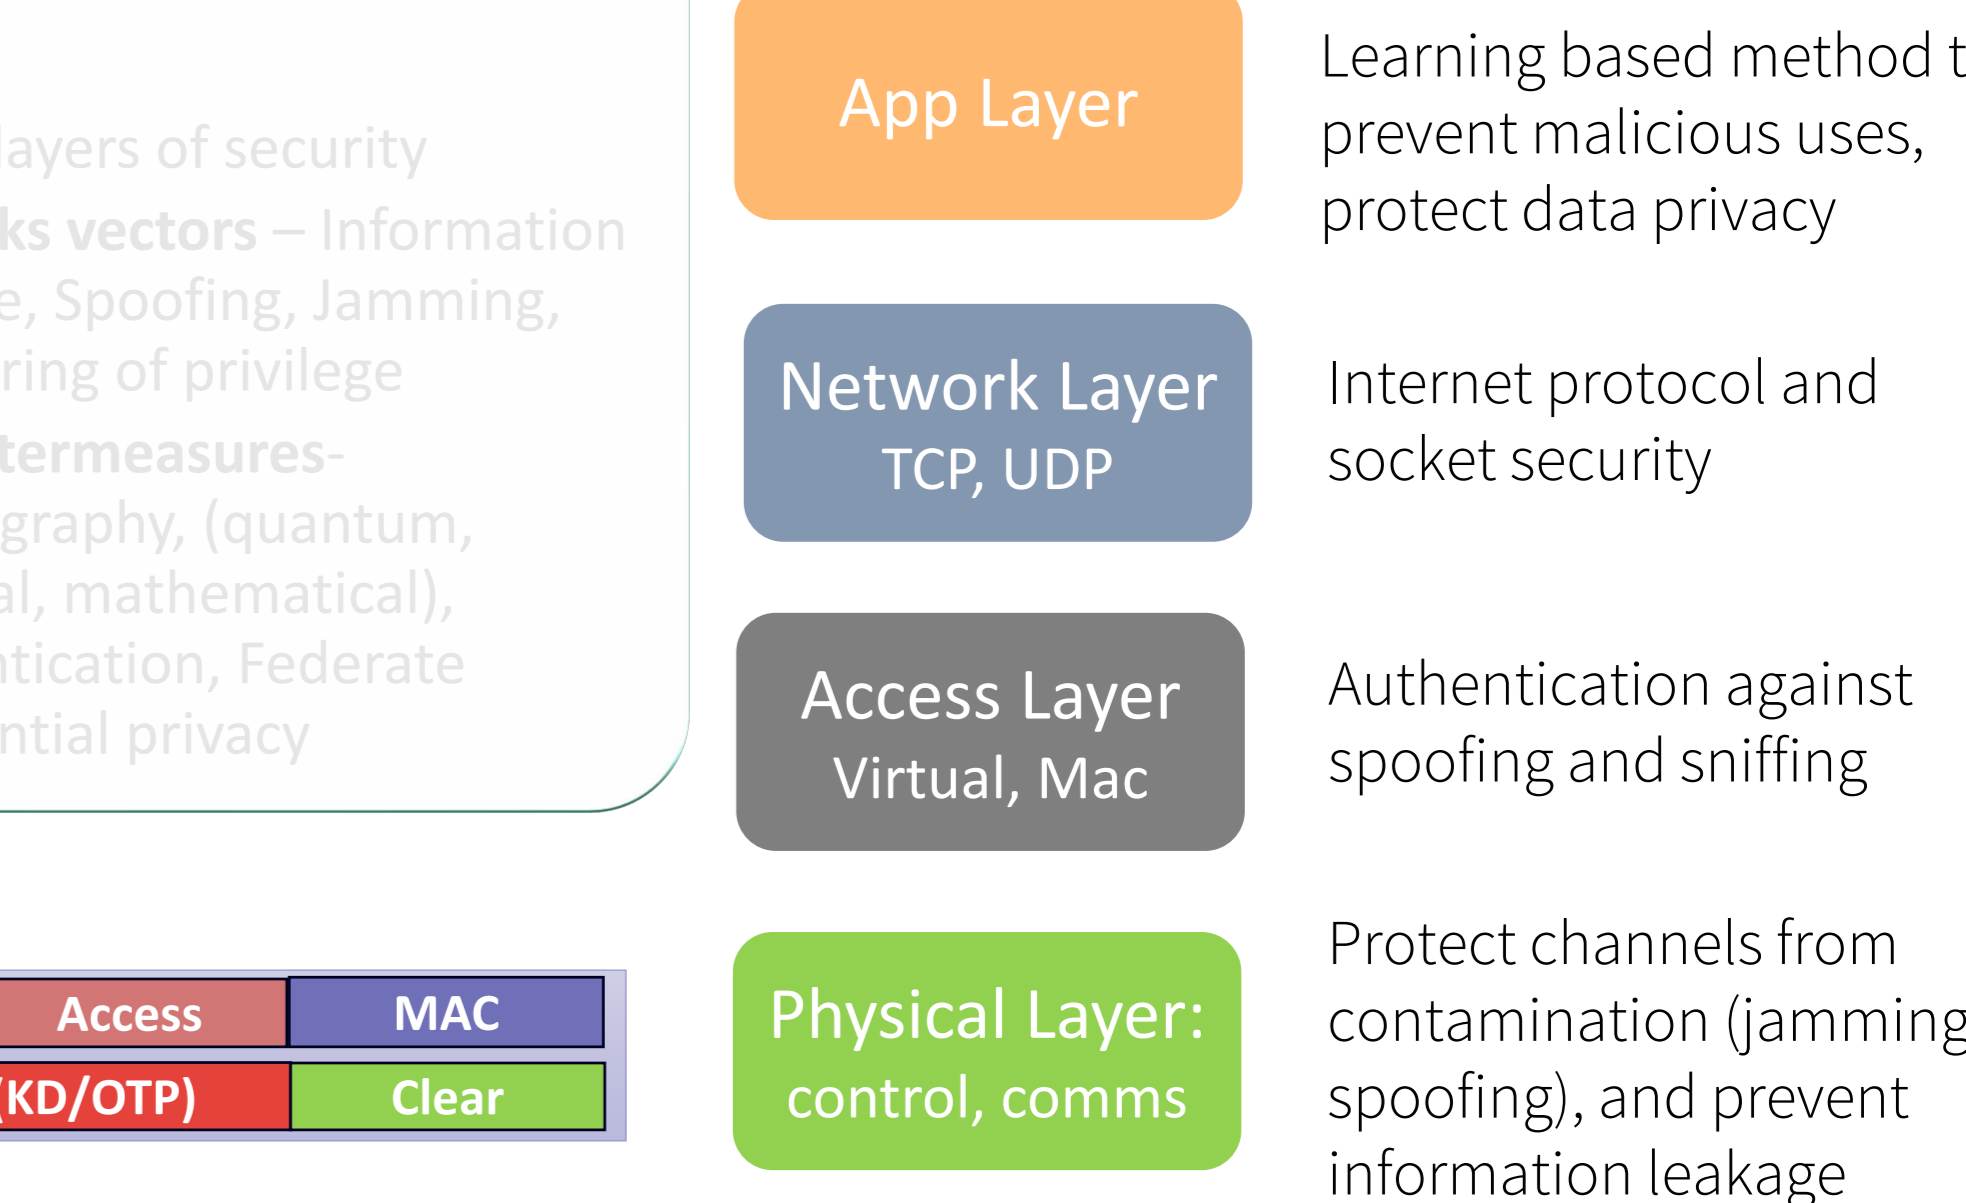 layers of security
ks vectors – Information
e, Spoofing, Jamming,
ring of privilege
termeasures-
graphy, (quantum,
al, mathematical),
ntication, Federate
ntial privacy
Access MAC
(KD/OTP) Clear
App Layer
Learning based method t
prevent malicious uses,
protect data privacy
Network Layer
TCP, UDP
Internet protocol and
socket security
Access Layer
Virtual, Mac
Authentication against
spoofing and sniffing
Physical Layer:
control, comms
Protect channels from
contamination (jamming
spoofing), and prevent
information leakage